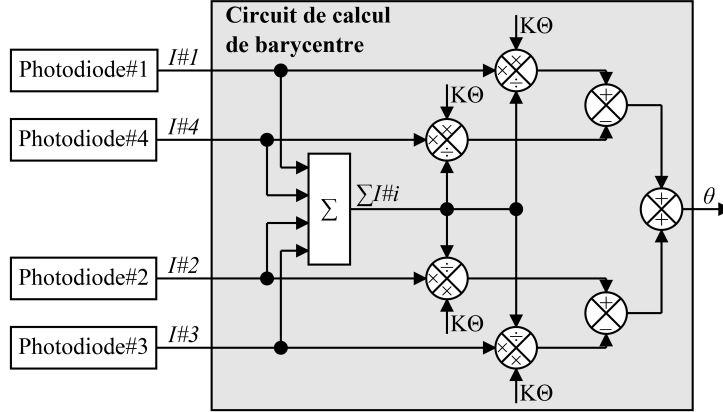 Circuit de calcul
de barycentre
KΘ
Photodiode#1
I#1
× × ÷
+
−
KΘ
Photodiode#4
I#4
× × ÷
∑
∑I#i
+
+
θ
Photodiode#2
I#2
÷
× ×
KΘ
+
−
Photodiode#3
I#3
÷
× ×
KΘ